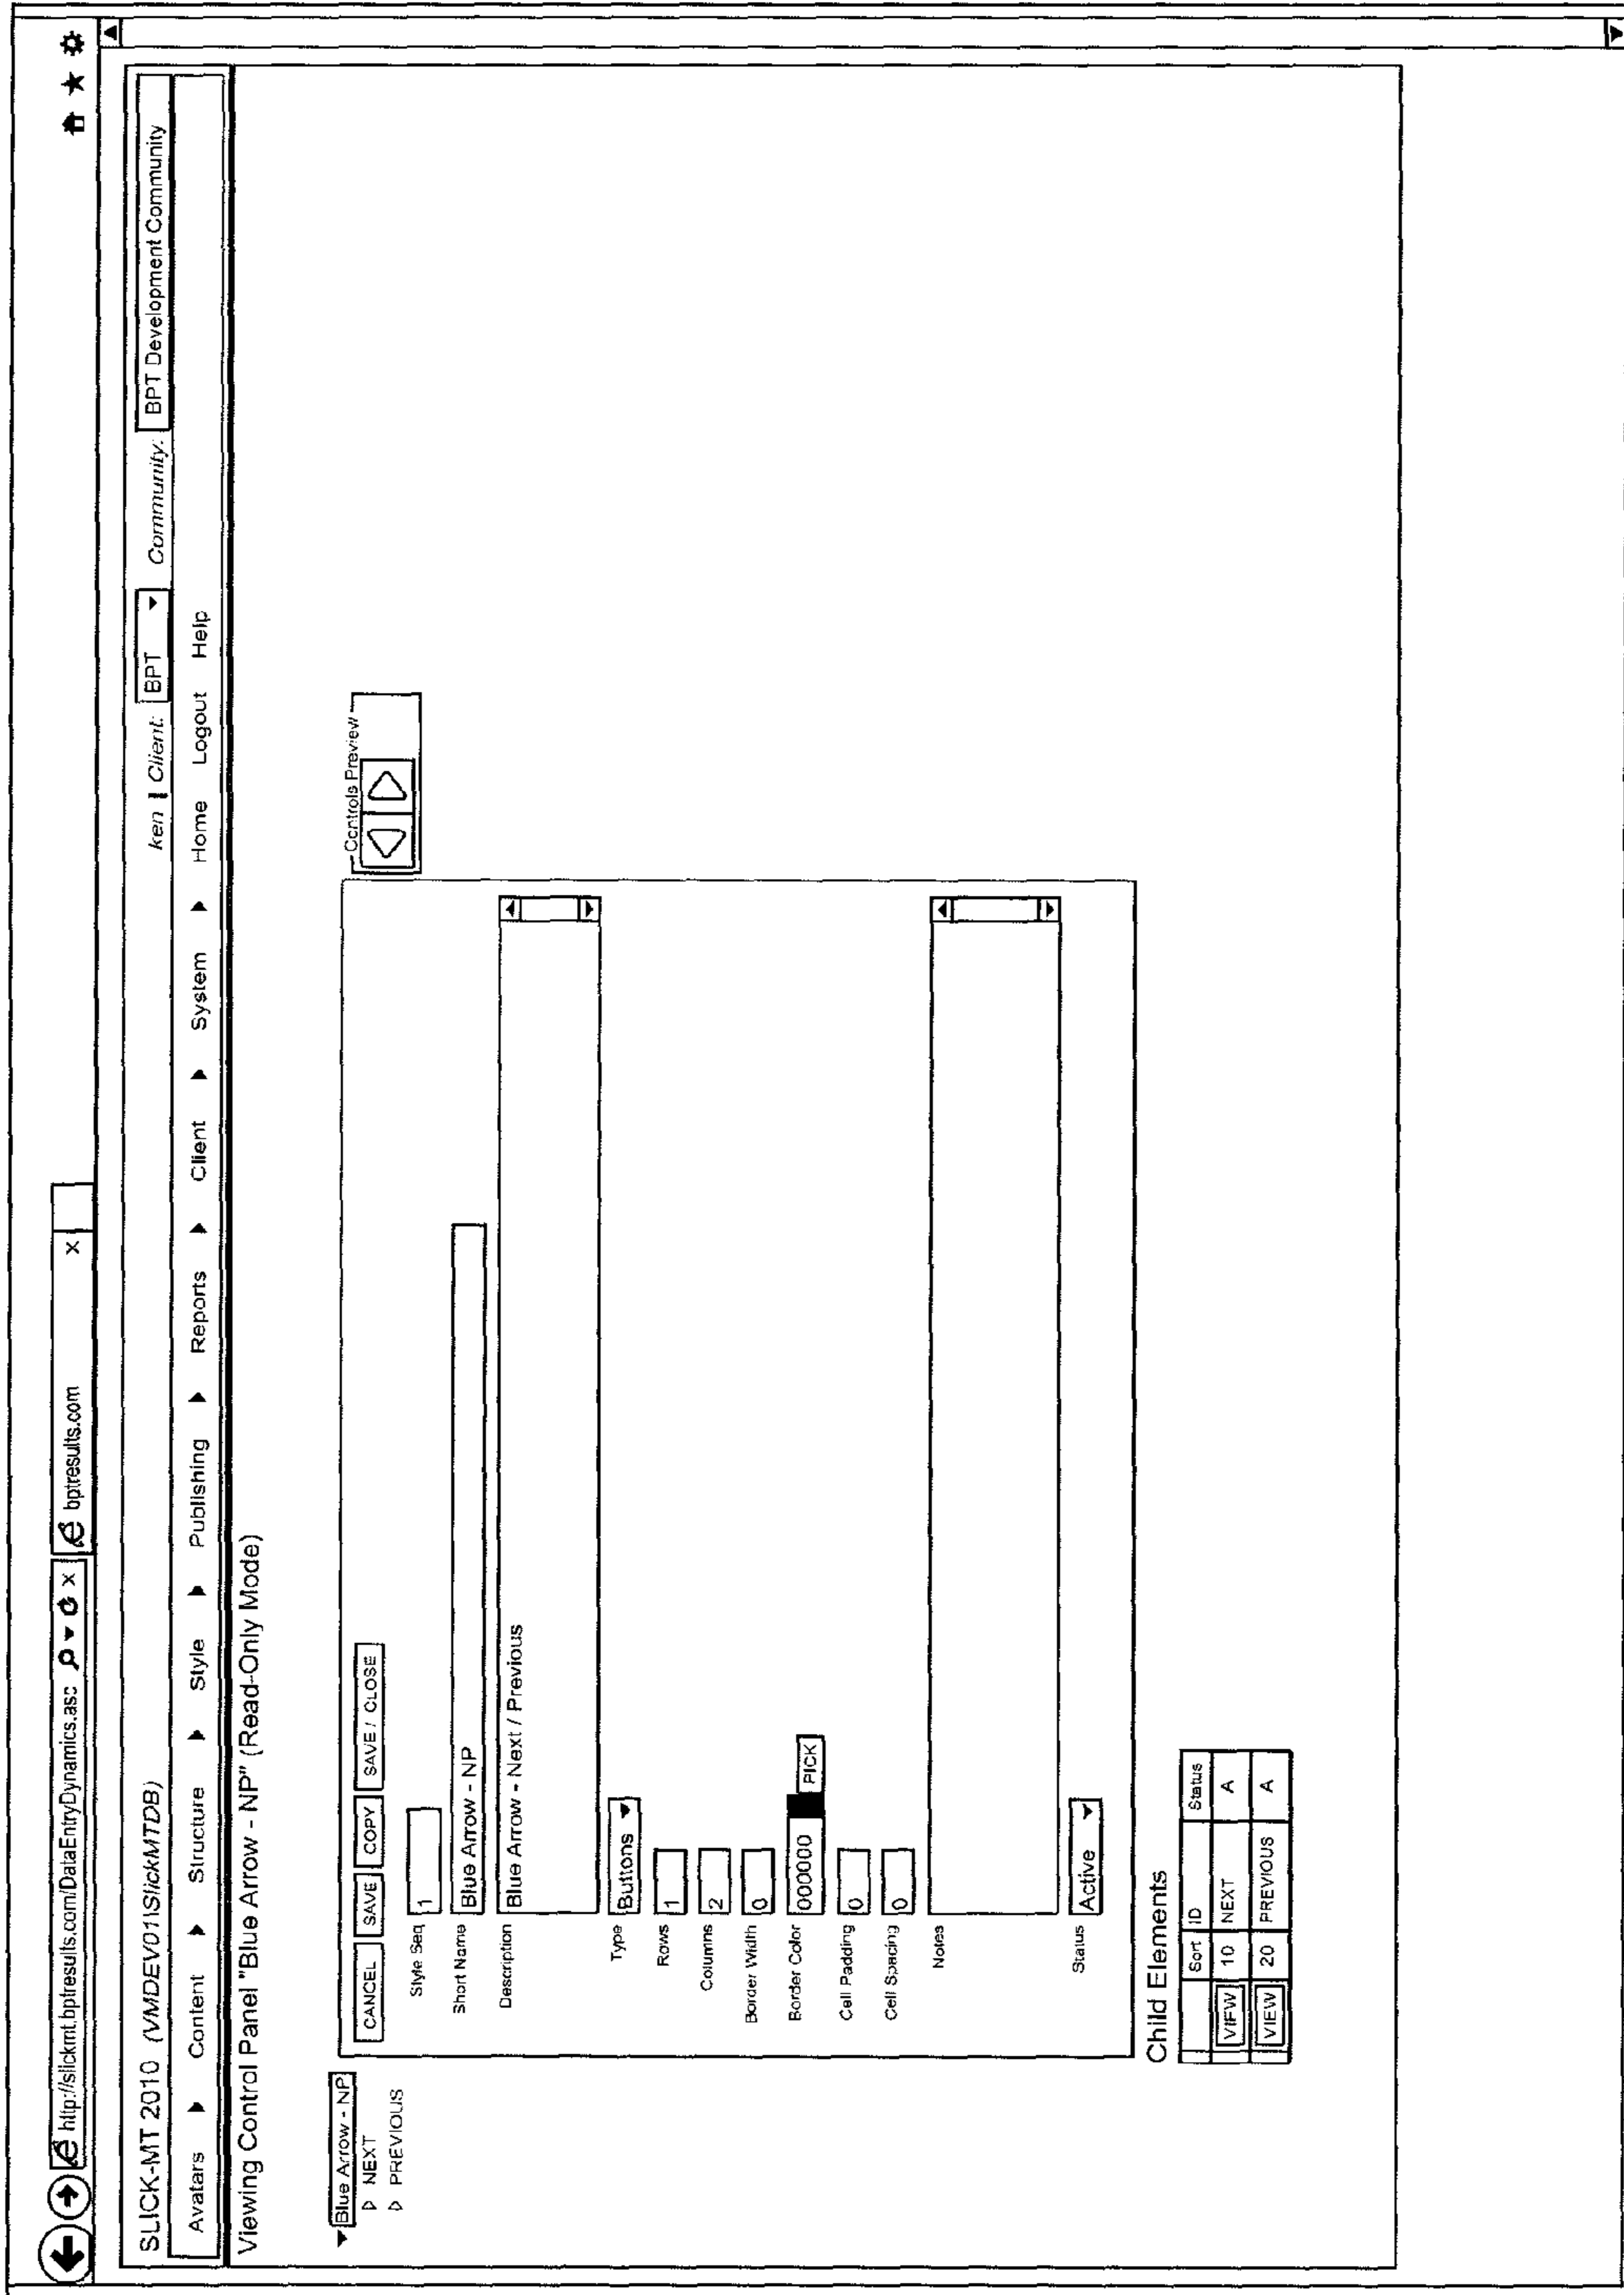 http://slickmt.bptresults.com/DataEntryDynamics.asc bptresults.com x
SLICK-MT 2010 (VMDEV01\SlickMTDB) ken | Client: BPT Community: BPT Development Community
Avatars Content Structure Style Publishing Reports Client System Home Logout Help
Viewing Control Panel "Blue Arrow - NP" (Read-Only Mode)
Blue Arrow - NP
NEXT
PREVIOUS
CANCEL SAVE COPY SAVE / CLOSE
Controls Preview
Style Seq 1
Short Name Blue Arrow - NP
Description Blue Arrow - Next / Previous
Type Buttons
Rows 1
Columns 2
Border Width 0
Border Color 000000 PICK
Cell Padding 0
Cell Spacing 0
Notes
Status Active
Child Elements
Sort ID Status
VIEW 10 NEXT A
VIEW 20 PREVIOUS A